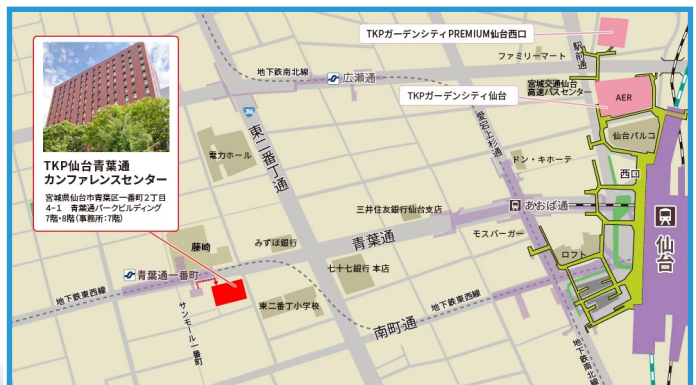 TKPガーデンシティPREMIUM仙台西口
ファミリーマート
駅前通
地下鉄南北線
広瀬通
宮城交通仙台
高速バスセンター
TKPガーデンシティ仙台
AER
仙台パルコ
愛宕上杉通
東二番丁通
電力ホール
ドン・キホーテ
西口
TKP仙台青葉通
カンファレンスセンター
宮城県仙台市青葉区一番町2丁目
4-1 青葉通パークビルディング
7階・8階(事務所:7階)
三井住友銀行仙台支店
あおば通
仙台
モスバーガー
藤崎
みずほ銀行
青葉通
ロフト
七十七銀行 本店
青葉通一番町
地下鉄東西線
サンモール一番町
東二番丁小学校
南町通
地下鉄東西線
地下鉄南北線